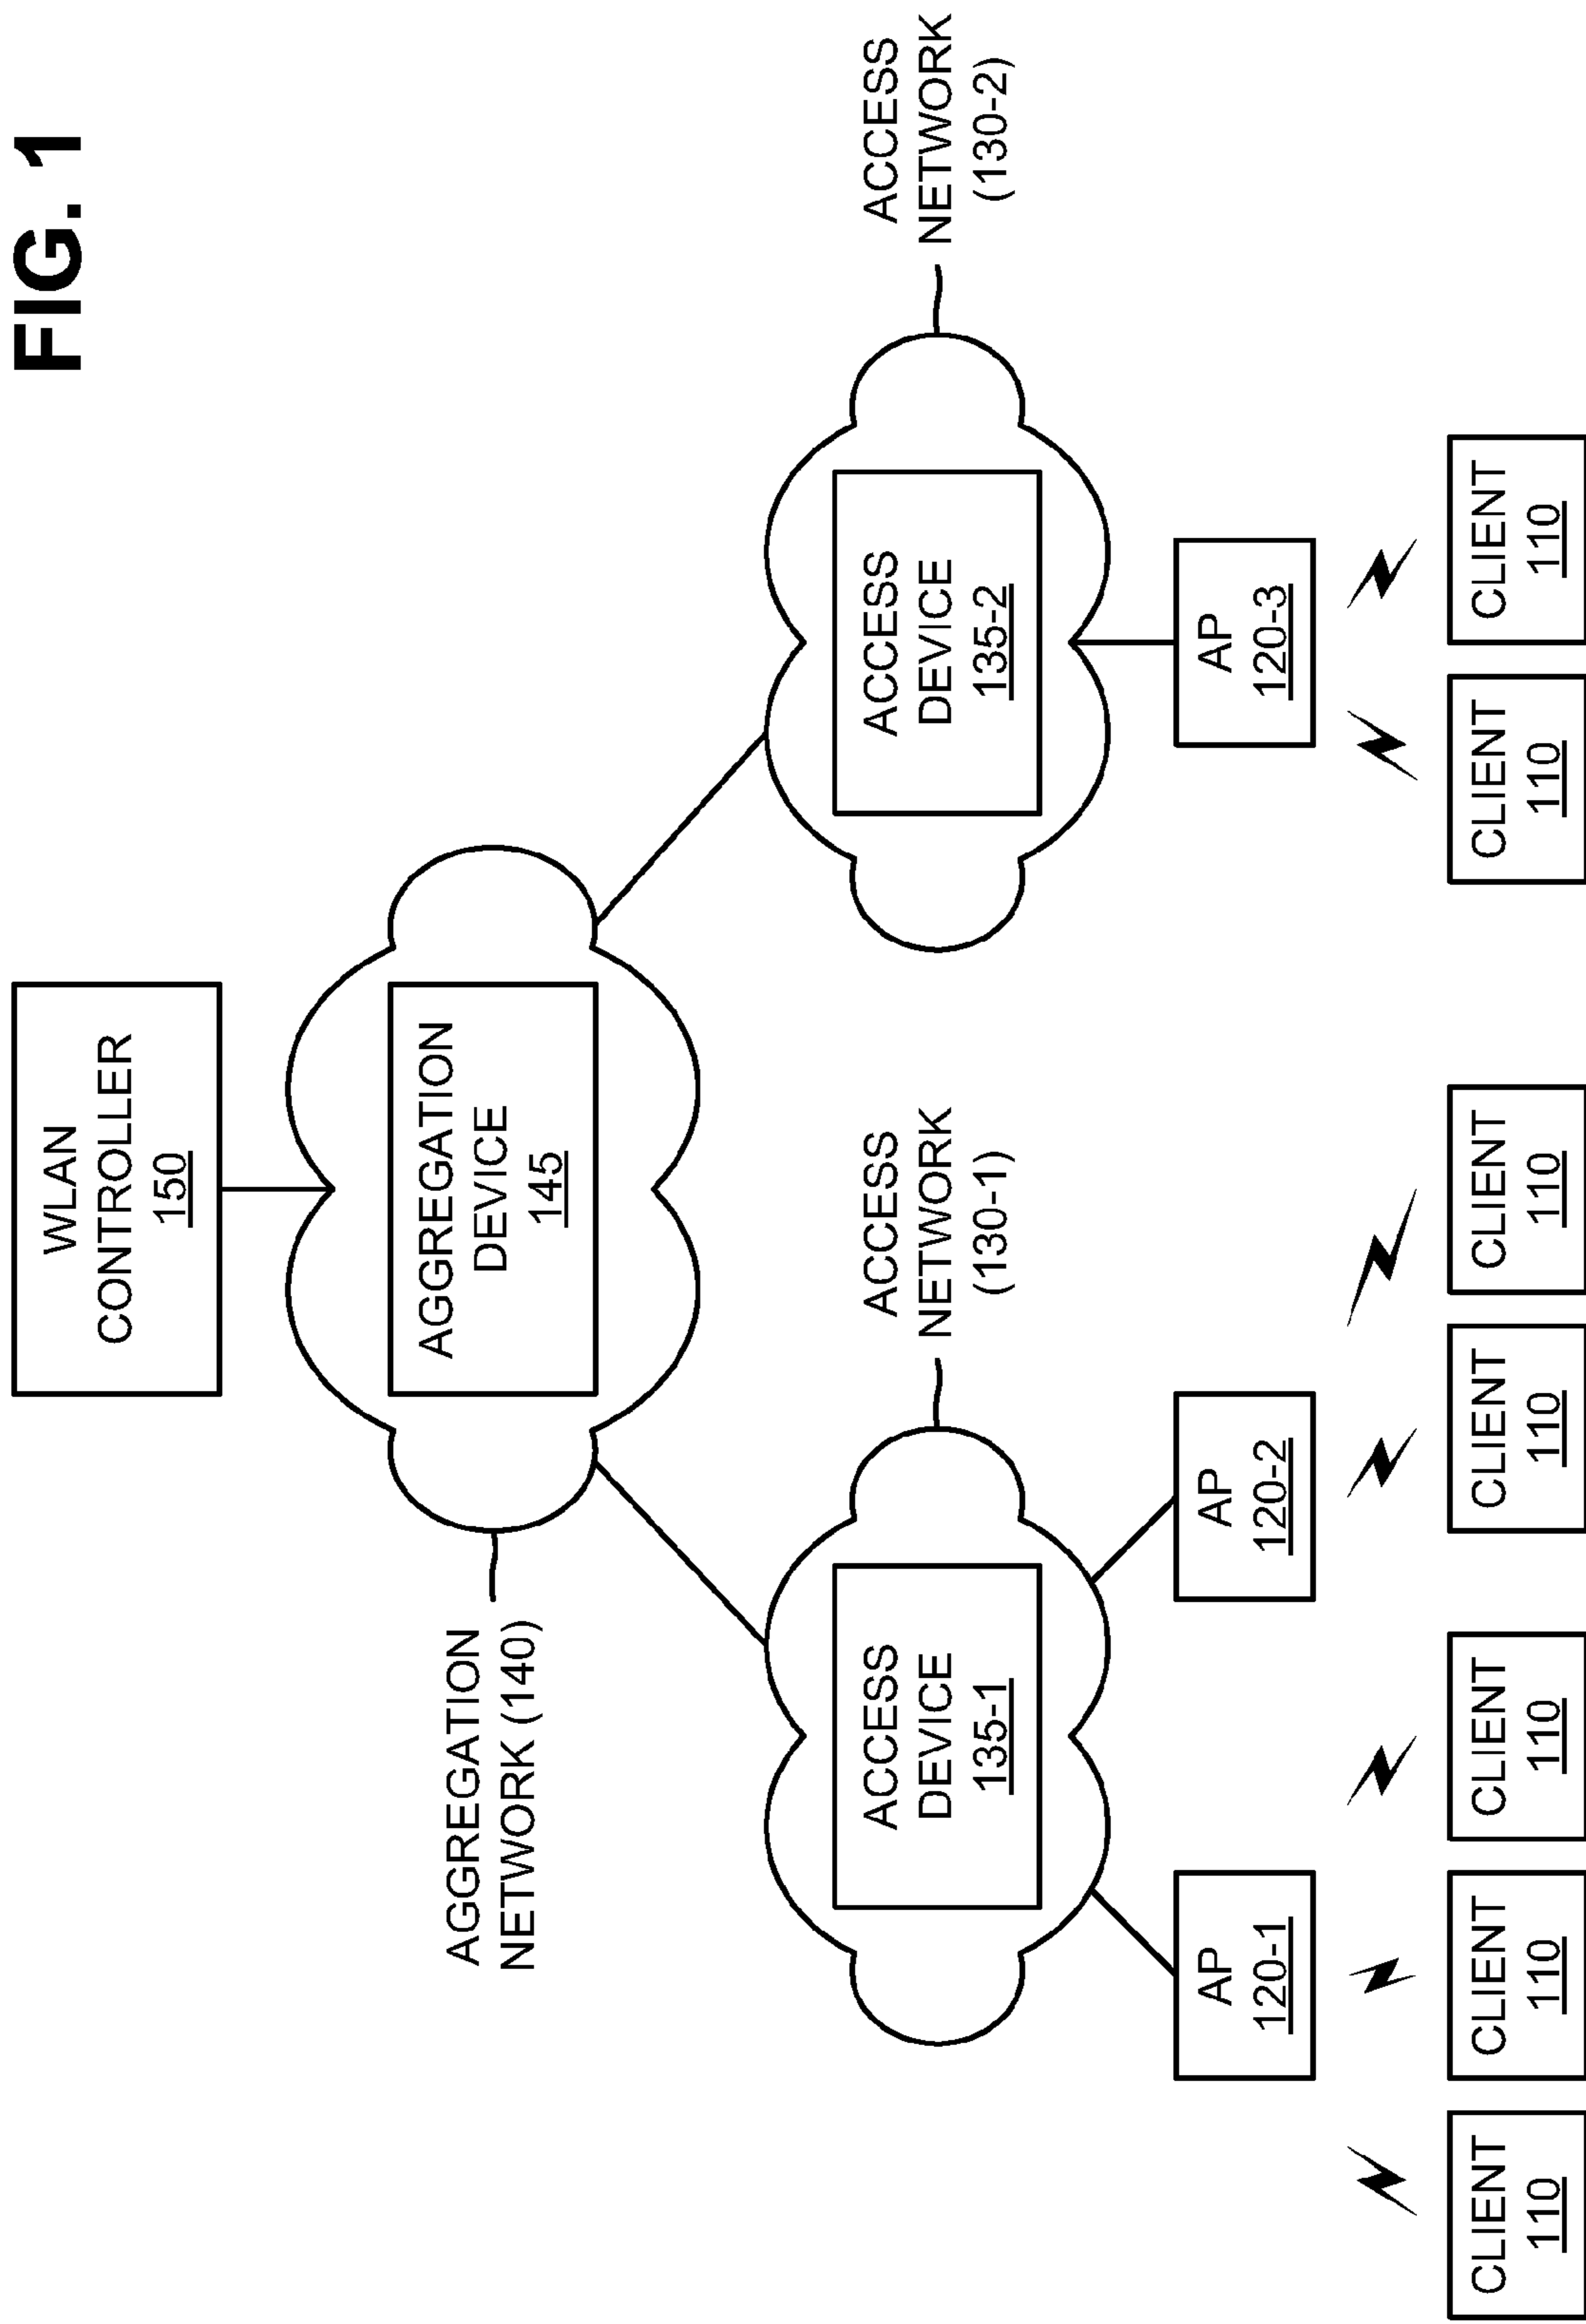 FIG. 1
WLAN
CONTROLLER
150
AGGREGATION
NETWORK (140)
AGGREGATION
DEVICE
145
ACCESS
DEVICE
135-1
ACCESS
NETWORK
(130-1)
ACCESS
DEVICE
135-2
ACCESS
NETWORK
(130-2)
AP
120-1
AP
120-2
AP
120-3
CLIENT
110
CLIENT
110
CLIENT
110
CLIENT
110
CLIENT
110
CLIENT
110
CLIENT
110